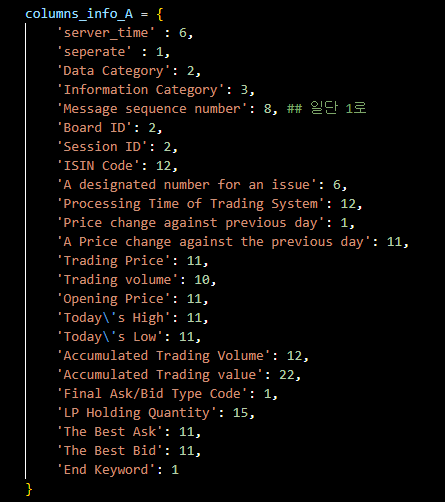 columns_info_A = {
'server_time' : 6,
'seperate' : 1,
'Data Category': 2,
'Information Category': 3,
'Message sequence number': 8, ## 일단 1로
'Board ID': 2,
'Session ID': 2,
'ISIN Code': 12,
'A designated number for an issue': 6,
'Processing Time of Trading System': 12,
'Price change against previous day': 1,
'A Price change against the previous day': 11,
'Trading Price': 11,
'Trading volume': 10,
'Opening Price': 11,
'Today\'s High': 11,
'Today\'s Low': 11,
'Accumulated Trading Volume': 12,
'Accumulated Trading value': 22,
'Final Ask/Bid Type Code': 1,
'LP Holding Quantity': 15,
'The Best Ask': 11,
'The Best Bid': 11,
'End Keyword': 1
}